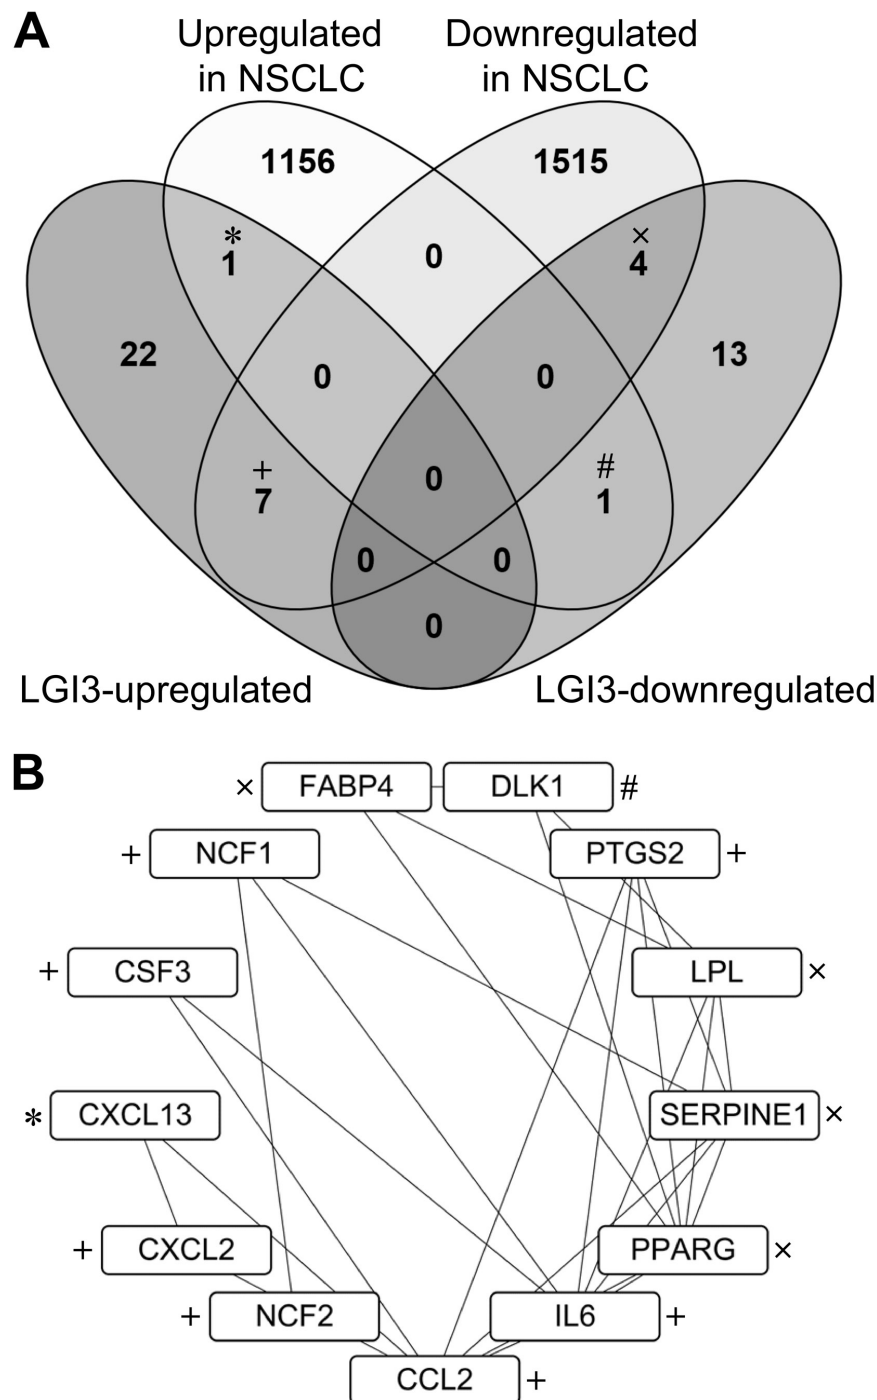 A
Upregulated in NSCLC
Downregulated in NSCLC
1156
1515
*
1
0
×
4
22
0
0
13
+
7
0
#
1
0
0
0
LGI3-upregulated
LGI3-downregulated
B
× FABP4
DLK1 #
+ NCF1
PTGS2 +
+ CSF3
LPL ×
* CXCL13
SERPINE1 ×
+ CXCL2
PPARG ×
+ NCF2
IL6 +
CCL2 +